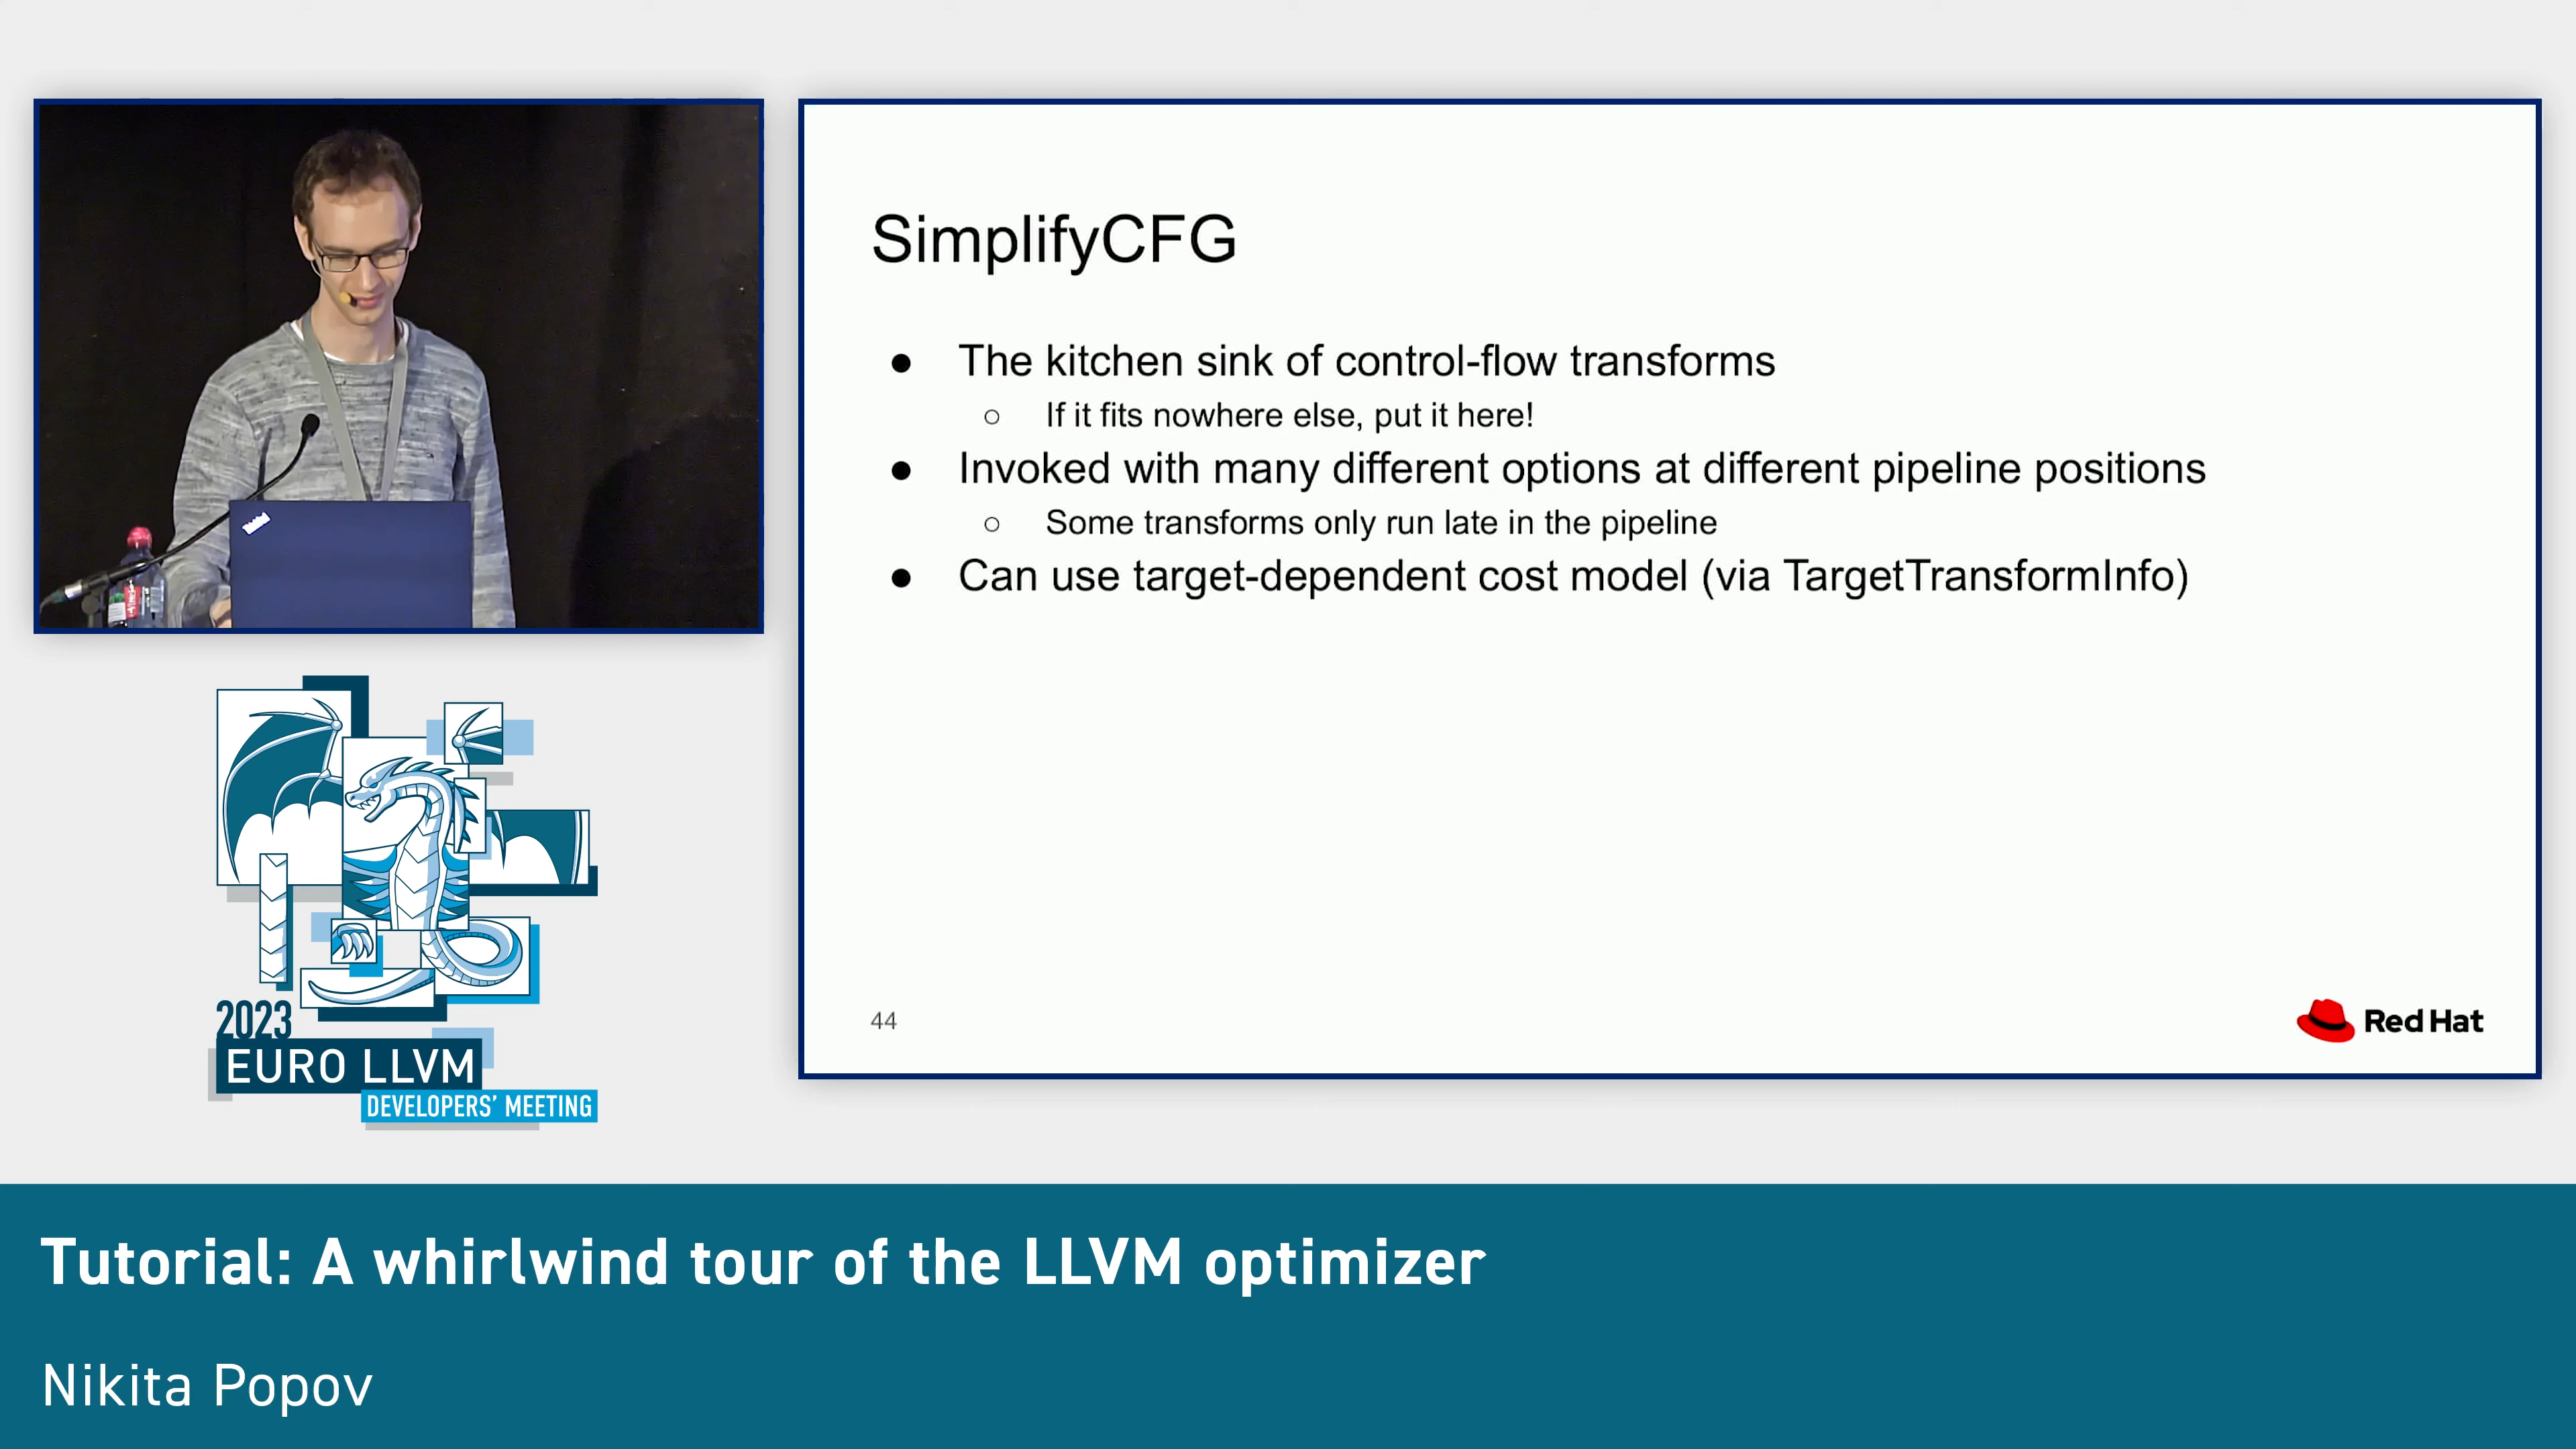 SimplifyCFG
● The kitchen sink of control-flow transforms
○ If it fits nowhere else, put it here!
● Invoked with many different options at different pipeline positions
○ Some transforms only run late in the pipeline
● Can use target-dependent cost model (via TargetTransformInfo)
44
Red Hat
2023
EURO LLVM
DEVELOPERS’ MEETING
Tutorial: A whirlwind tour of the LLVM optimizer
Nikita Popov